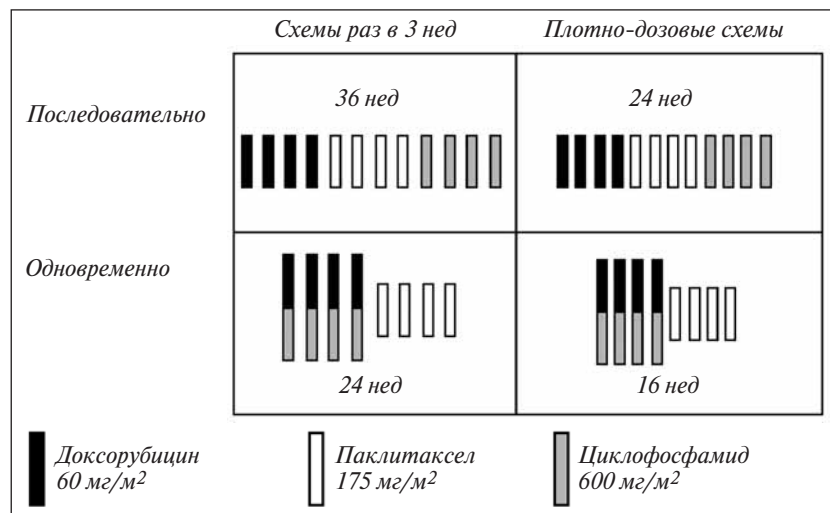 Схемы раз в 3 нед
Плотно-дозовые схемы
Последовательно
36 нед
24 нед
Одновременно
24 нед
16 нед
Доксорубицин
60 мг/м²
Паклитаксел
175 мг/м²
Циклофосфамид
600 мг/м²